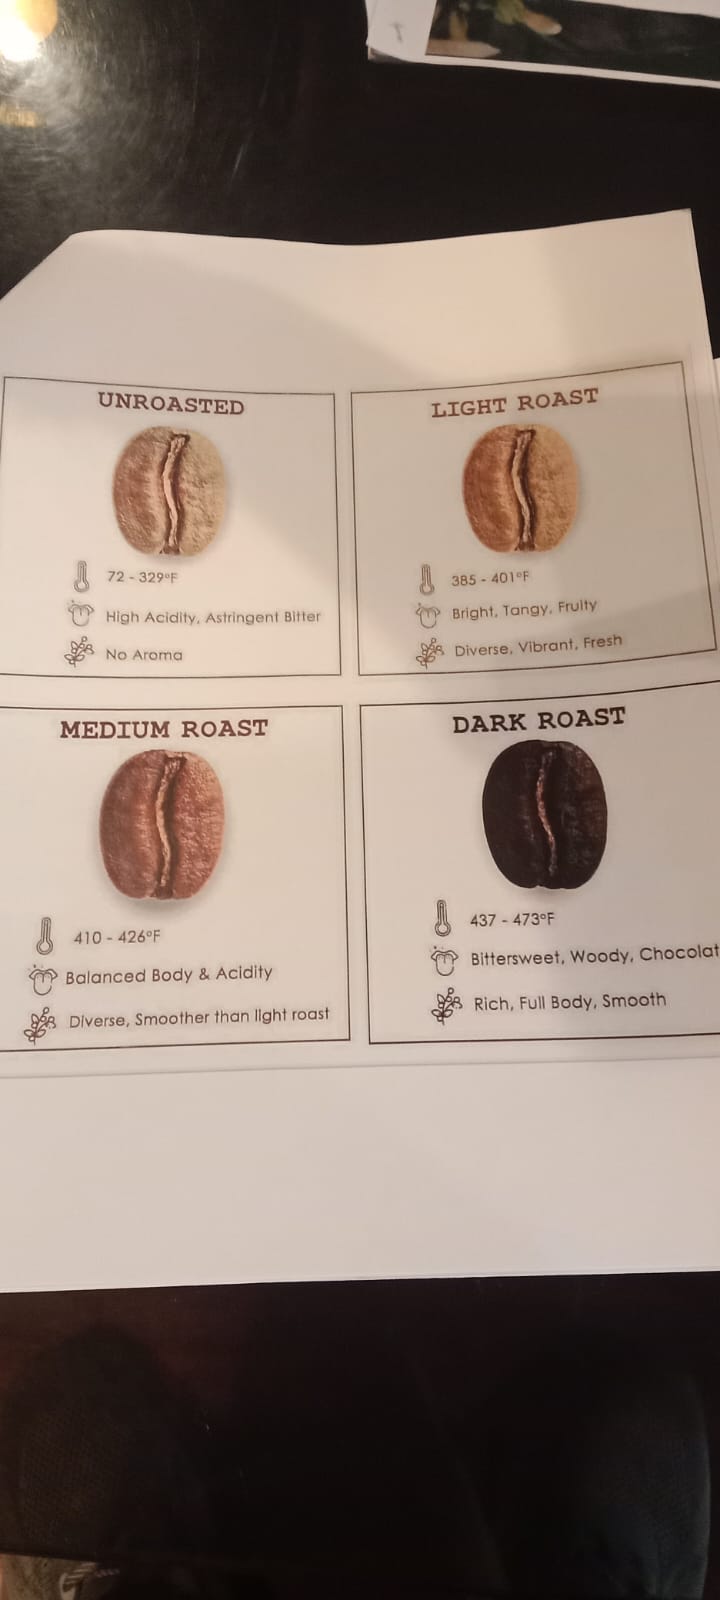 UNROASTED
72 - 329°F
High Acidity, Astringent Bitter
No Aroma
LIGHT ROAST
385 - 401°F
Bright, Tangy, Fruity
Diverse, Vibrant, Fresh
MEDIUM ROAST
410 - 426°F
Balanced Body & Acidity
Diverse, Smoother than light roast
DARK ROAST
437 - 473°F
Bittersweet, Woody, Chocolat
Rich, Full Body, Smooth